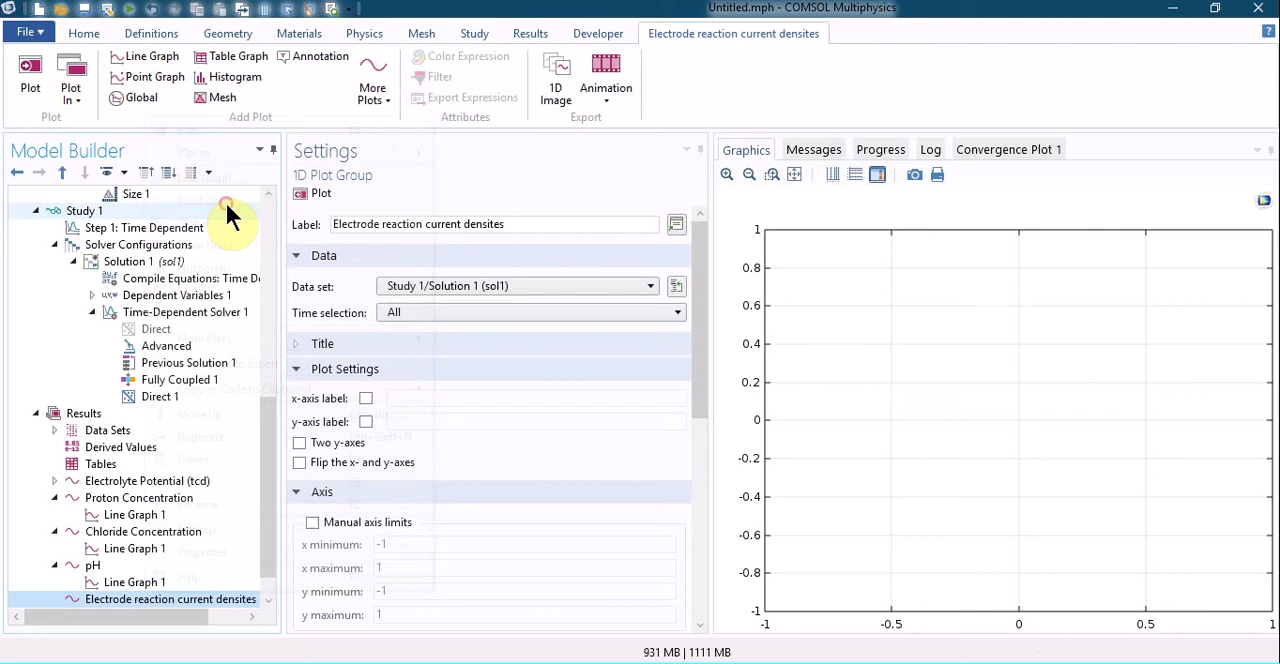 Untitled.mph - COMSOL Multiphysics
File Home Definitions Geometry Materials Physics Mesh Study Results Developer Electrode reaction current densites
Line Graph Table Graph Annotation Color Expression
Point Graph Histogram Filter
Global Mesh Export Expressions
Plot Plot In More Plots 1D Image Animation
Plot Add Plot Attributes Export
Model Builder
Size 1
Study 1
Step 1: Time Dependent
Solver Configurations
Solution 1 (sol1)
Compile Equations: Time D
Dependent Variables 1
Time-Dependent Solver 1
Direct
Advanced
Previous Solution 1
Fully Coupled 1
Direct 1
Results
Data Sets
Derived Values
Tables
Electrolyte Potential (tcd)
Proton Concentration
Line Graph 1
Chloride Concentration
Line Graph 1
pH
Line Graph 1
Electrode reaction current densites
Settings
1D Plot Group
Plot
Label: Electrode reaction current densites
Data
Data set: Study 1/Solution 1 (sol1)
Time selection: All
Title
Plot Settings
x-axis label:
y-axis label:
Two y-axes
Flip the x- and y-axes
Axis
Manual axis limits
x minimum: -1
x maximum: 1
y minimum: -1
y maximum: 1
Graphics Messages Progress Log Convergence Plot 1
1
0.8
0.6
0.4
0.2
0
-0.2
-0.4
-0.6
-0.8
-1
-1 -0.5 0 0.5 1
931 MB | 1111 MB